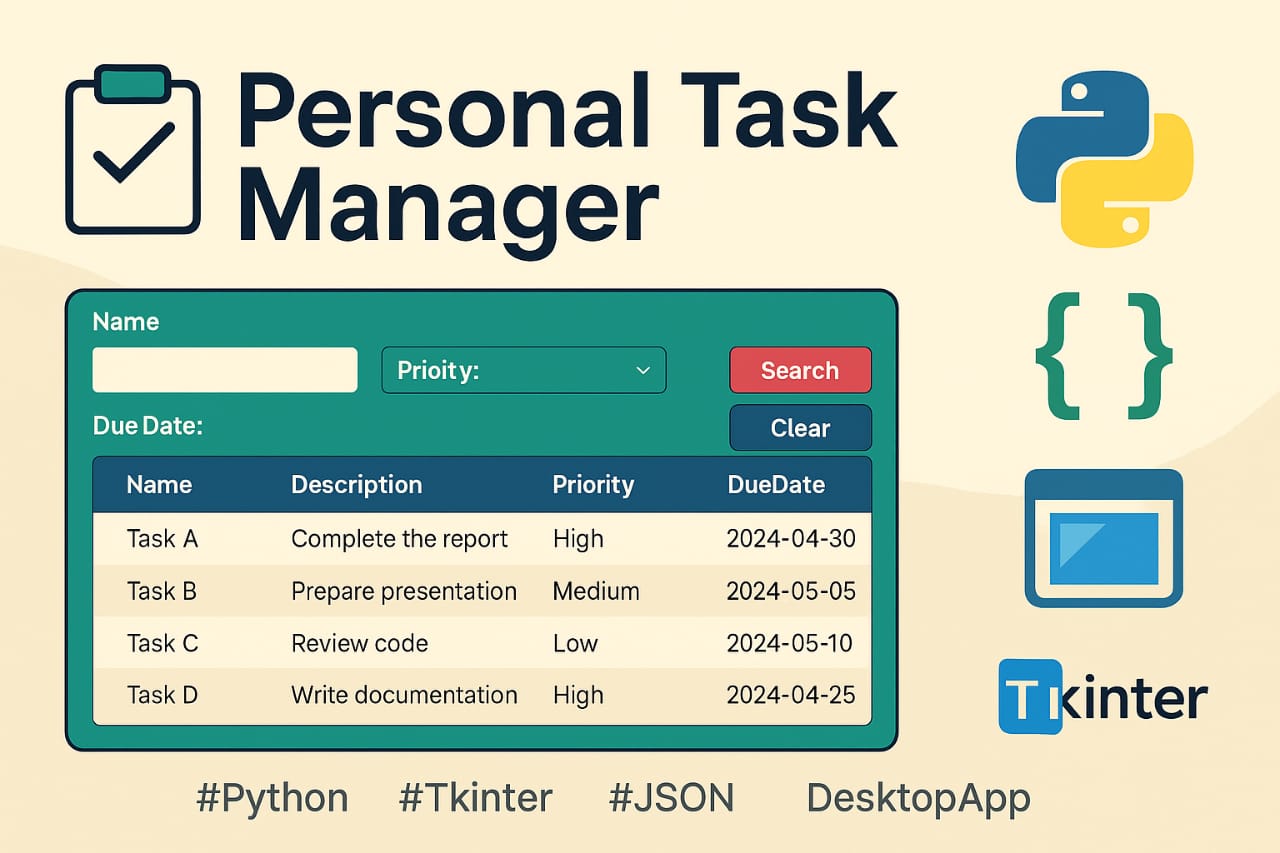 Personal Task
Manager
Name
Prioity:
Search
Due Date:
Clear
Name Description Priority DueDate
Task A Complete the report High 2024-04-30
Task B Prepare presentation Medium 2024-05-05
Task C Review code Low 2024-05-10
Task D Write documentation High 2024-04-25
{ }
Tkinter
#Python #Tkinter #JSON DesktopApp